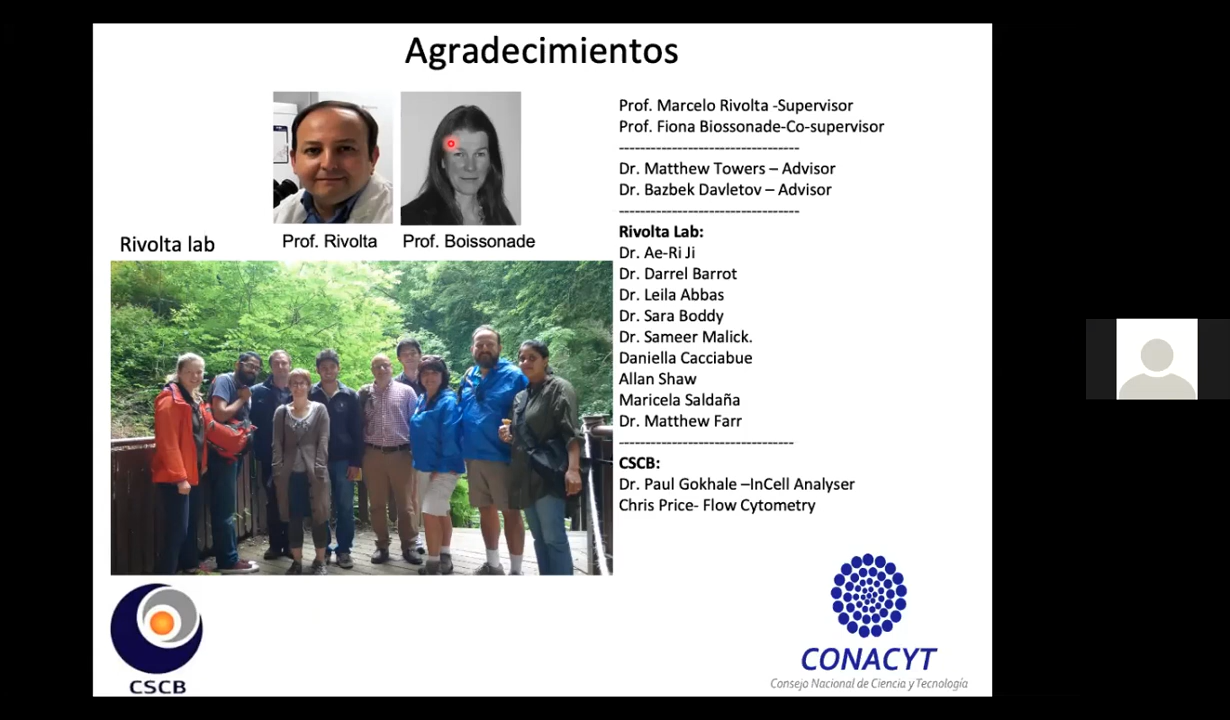 Agradecimientos
Prof. Rivolta
Prof. Boissonade
Rivolta lab
Prof. Marcelo Rivolta -Supervisor
Prof. Fiona Biossonade-Co-supervisor
----------------------------------
Dr. Matthew Towers – Advisor
Dr. Bazbek Davletov – Advisor
----------------------------------
Rivolta Lab:
Dr. Ae-Ri Ji
Dr. Darrel Barrot
Dr. Leila Abbas
Dr. Sara Boddy
Dr. Sameer Malick.
Daniella Cacciabue
Allan Shaw
Maricela Saldaña
Dr. Matthew Farr
---------------------------------
CSCB:
Dr. Paul Gokhale –InCell Analyser
Chris Price- Flow Cytometry
CSCB
CONACYT
Consejo Nacional de Ciencia y Tecnología